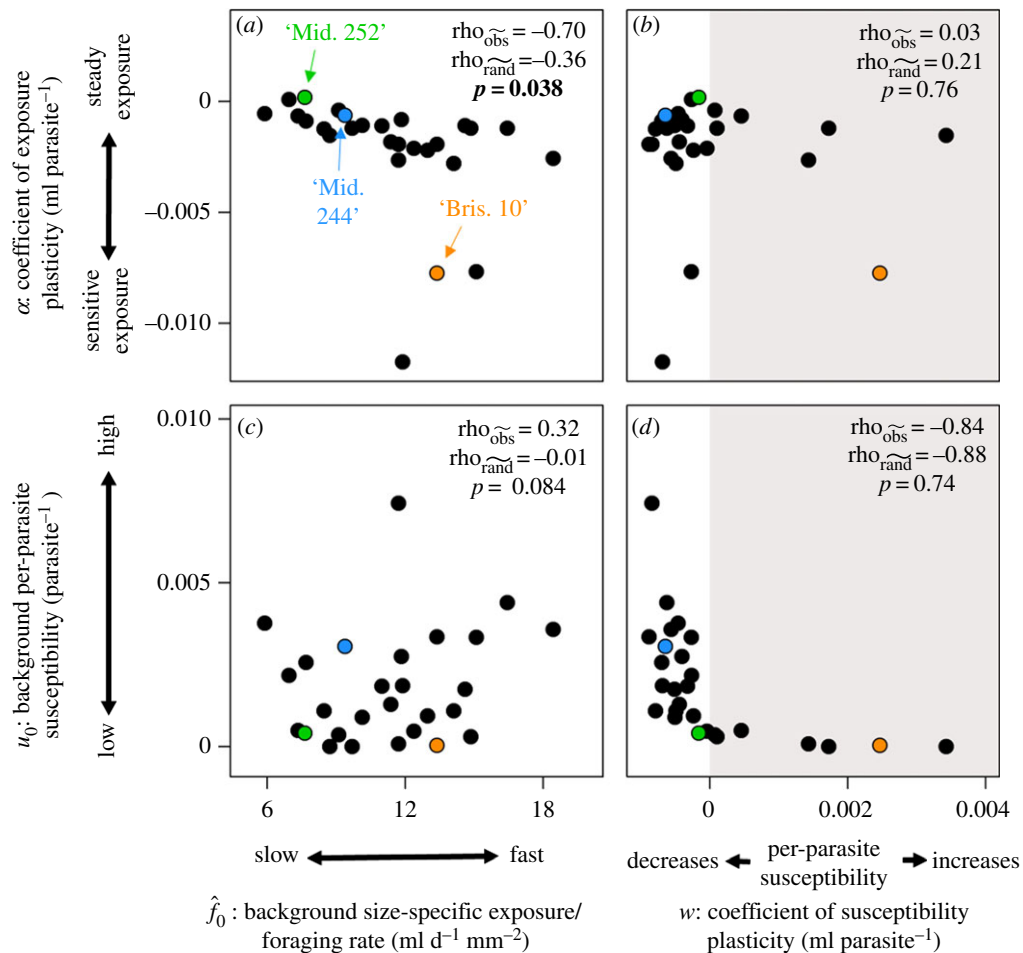 (a)
'Mid. 252'
rho obs~ = –0.70
rho rand~ = –0.36
p = 0.038
'Mid.
244'
'Bris. 10'
(b)
rho obs~ = 0.03
rho rand~ = 0.21
p = 0.76
α: coefficient of exposure
plasticity (ml parasite⁻¹)
steady
exposure
sensitive
exposure
0
−0.005
−0.010
(c)
rho obs~ = 0.32
rho rand~ = –0.01
p = 0.084
(d)
rho obs~ = –0.84
rho rand~ = –0.88
p = 0.74
u₀: background per-parasite
susceptibility (parasite⁻¹)
high
low
0.010
0.005
0
6 12 18
0 0.002 0.004
slow fast
decreases per-parasite susceptibility increases
f̂₀ : background size-specific exposure/
foraging rate (ml d⁻¹ mm⁻²)
w: coefficient of susceptibility
plasticity (ml parasite⁻¹)